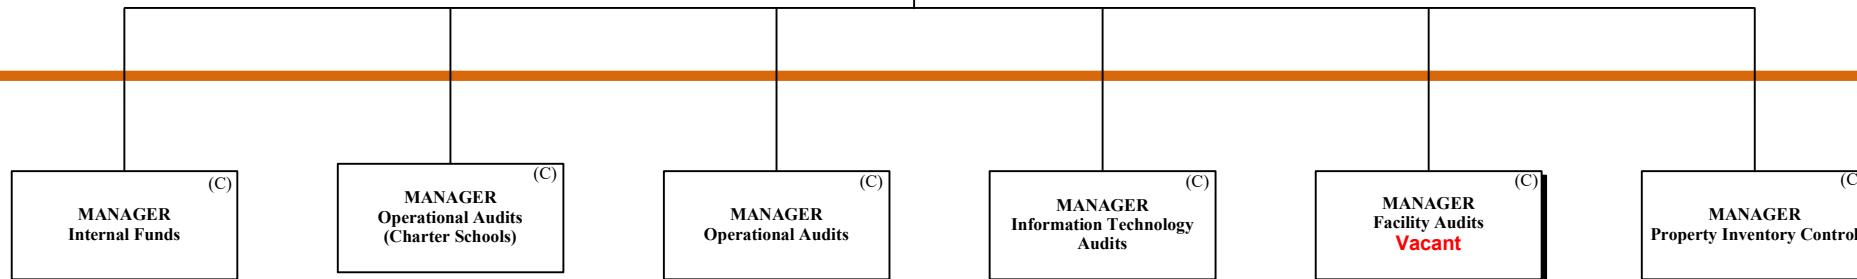 (C)
MANAGER
Internal Funds
(C)
MANAGER
Operational Audits
(Charter Schools)
(C)
MANAGER
Operational Audits
(C)
MANAGER
Information Technology
Audits
(C)
MANAGER
Facility Audits
Vacant
(C
MANAGER
Property Inventory Control